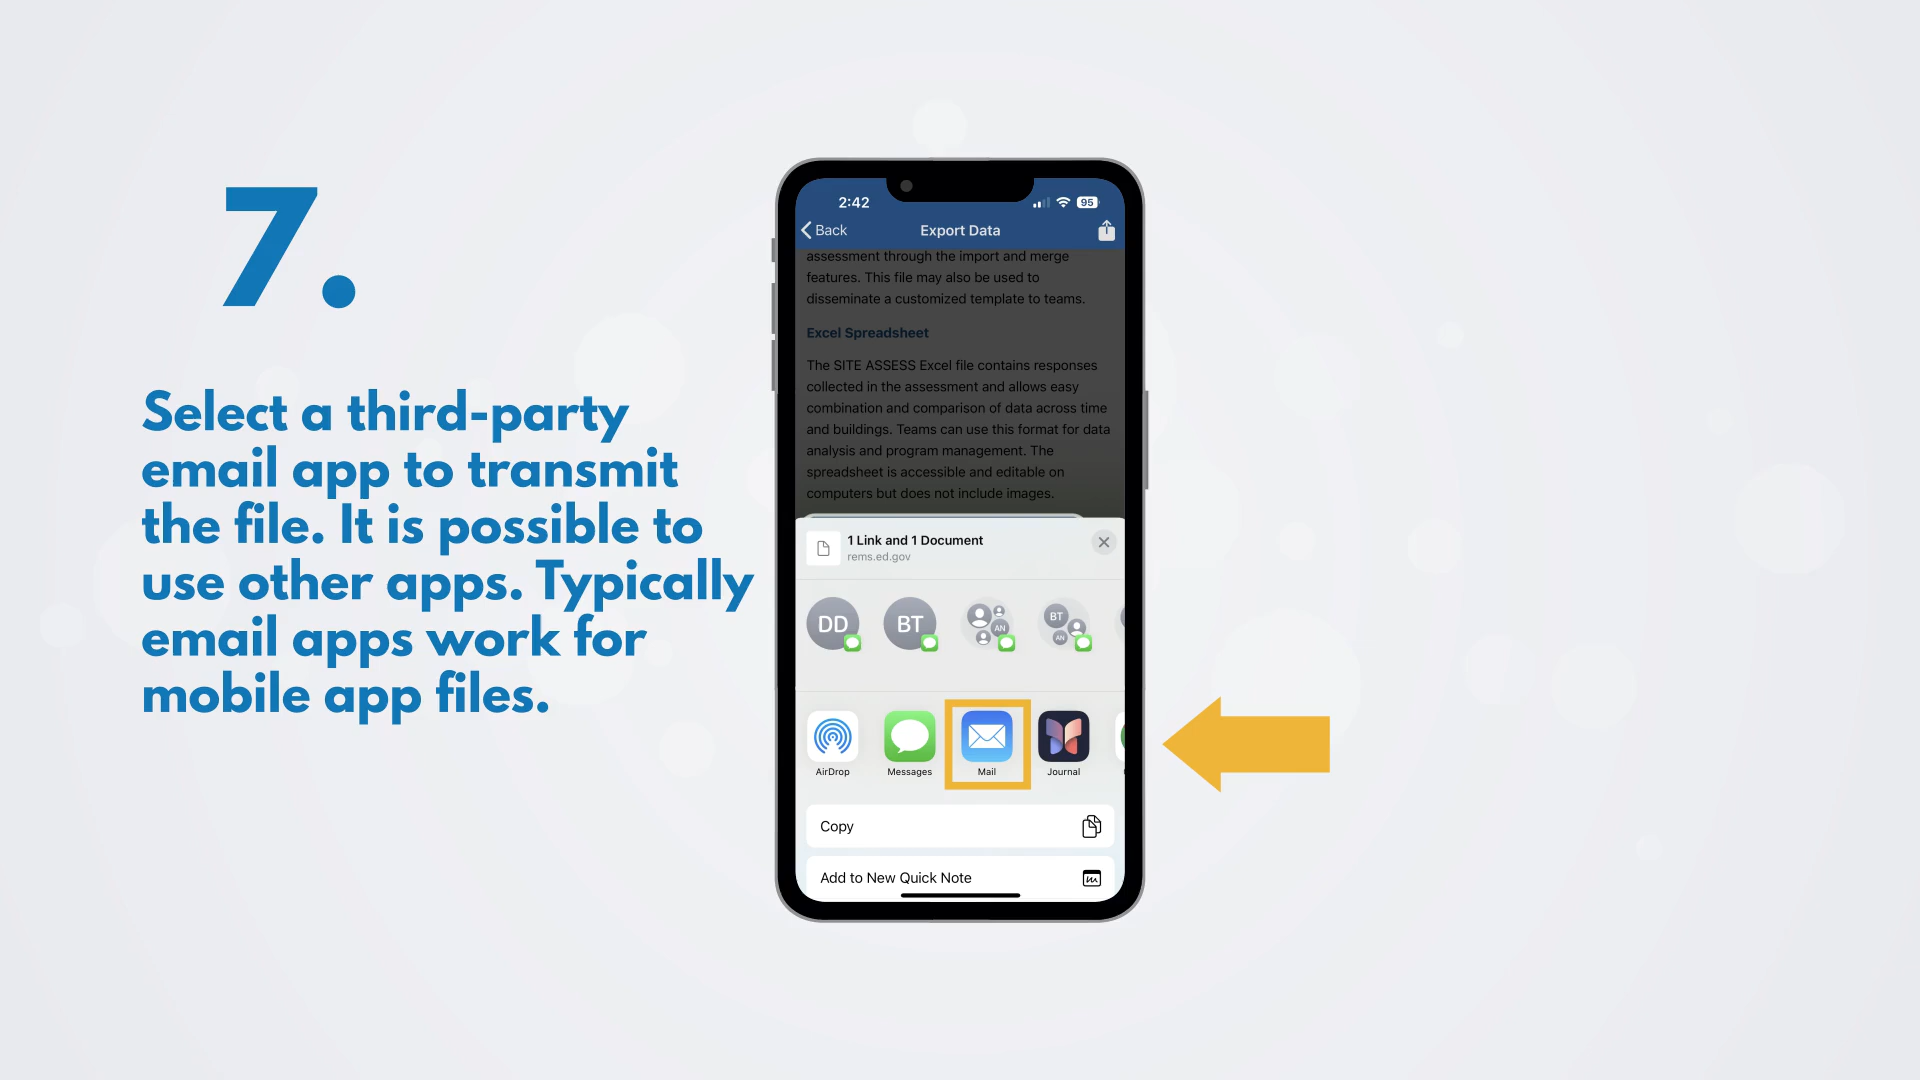 7.
Select a third-party
email app to transmit
the file. It is possible to
use other apps. Typically
email apps work for
mobile app files.
2:42
95
Back
Export Data
assessment through the import and merge
features. This file may also be used to
disseminate a customized template to teams.
Excel Spreadsheet
The SITE ASSESS Excel file contains responses
collected in the assessment and allows easy
combination and comparison of data across time
and buildings. Teams can use this format for data
analysis and program management. The
spreadsheet is accessible and editable on
computers but does not include images.
1 Link and 1 Document
rems.ed.gov
DD
BT
AN
BT
AN
AirDrop
Messages
Mail
Journal
Copy
Add to New Quick Note